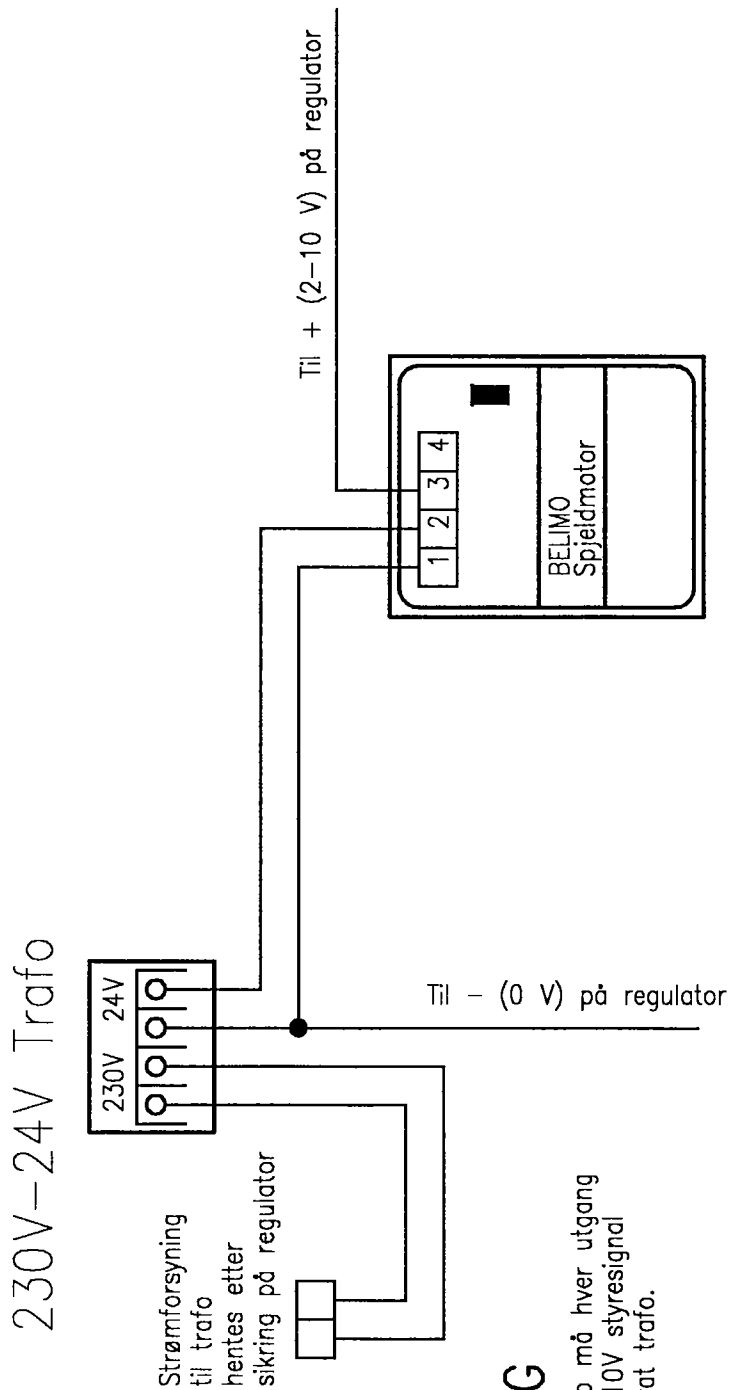 230V-24V Trafo
230V 24V
Strømforsyning
til trafo
hentes etter
sikring på regulator
Til + (2-10 V) på regulator
1 2 3 4
BELIMO
Spjeldmotor
Til - (0 V) på regulator
G
må hver utgang
10V styresignal
trafo.